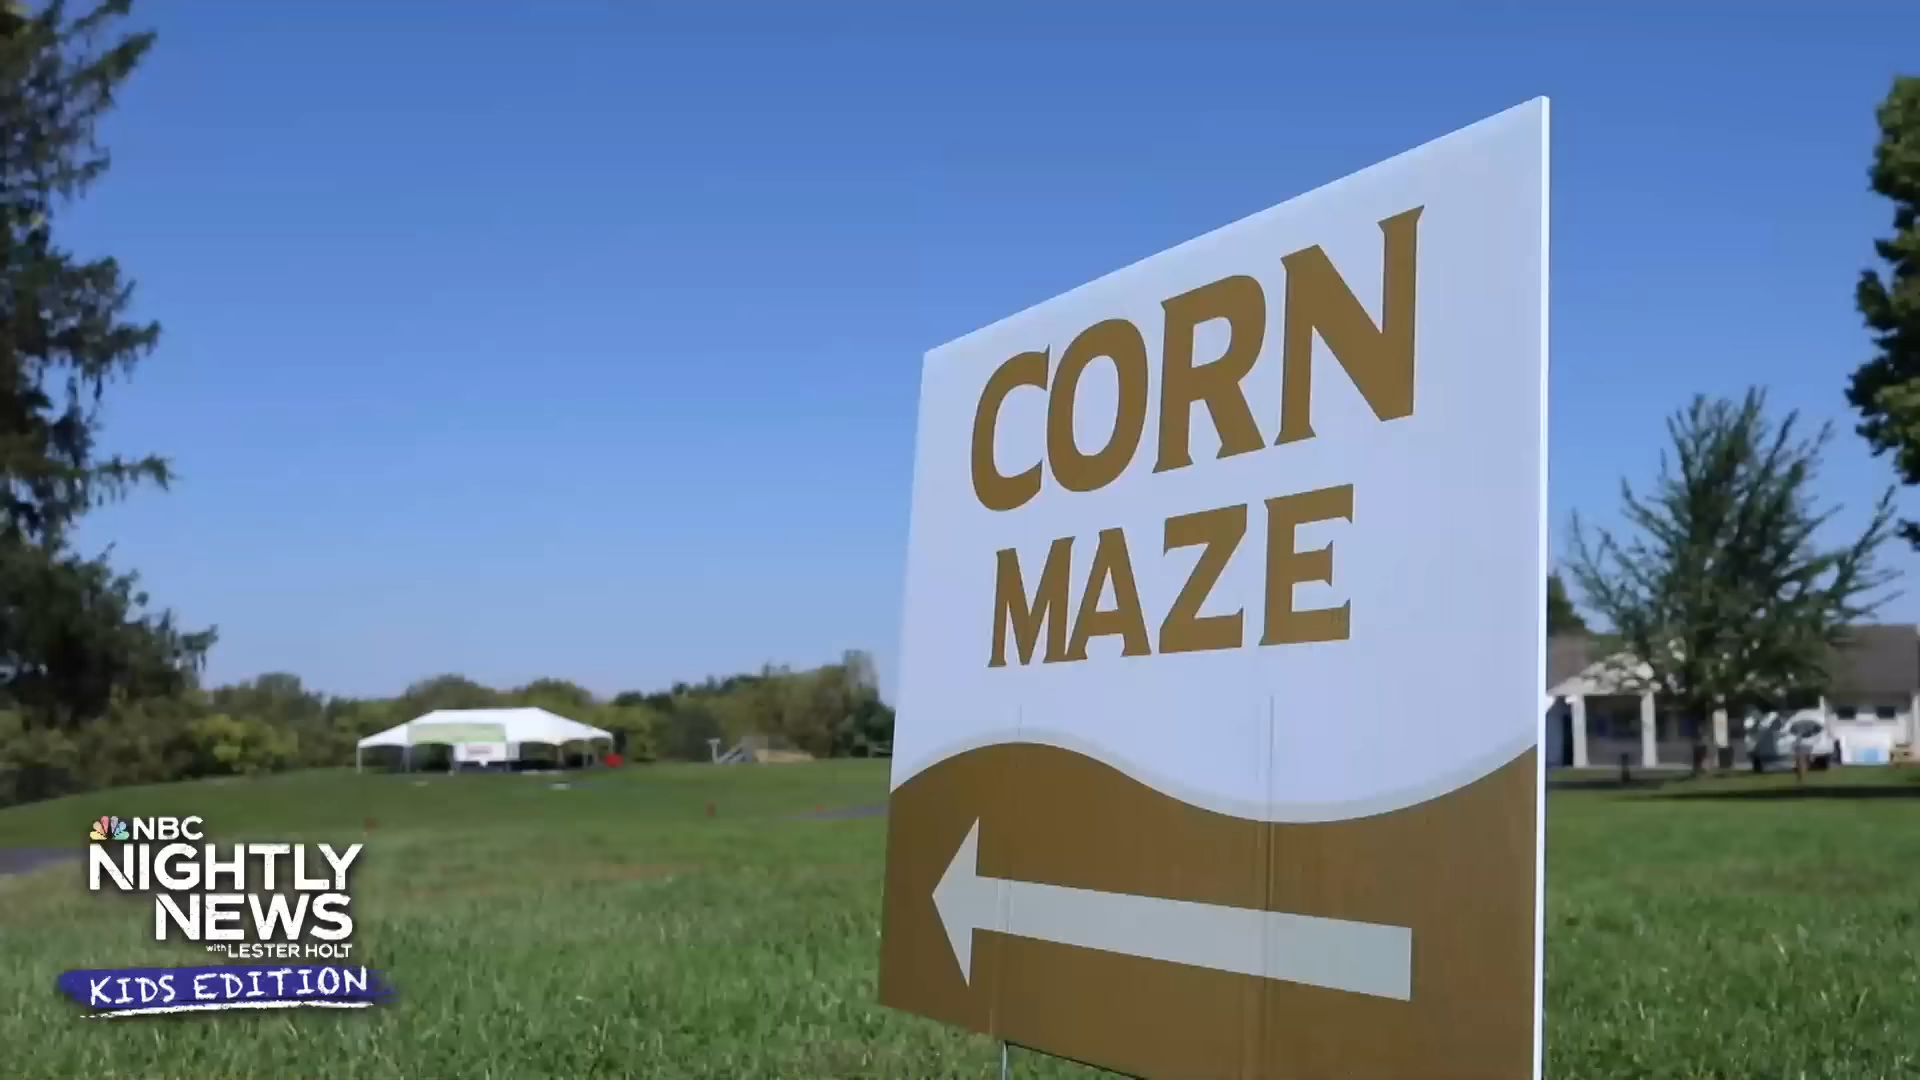 CORN
MAZE
NBC
NIGHTLY
NEWS
with LESTER HOLT
KIDS EDITION